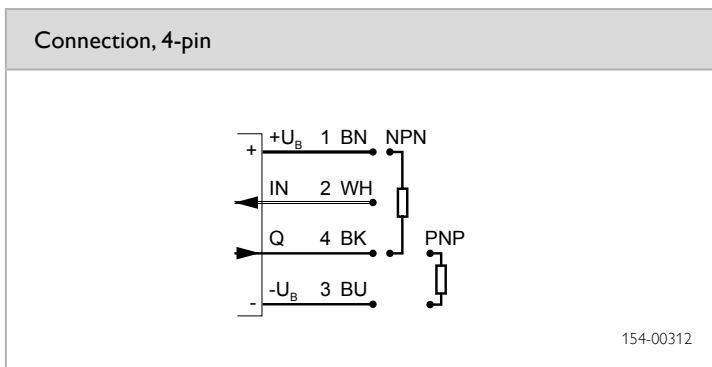 Connection, 4-pin
+U_B 1 BN NPN
+
IN 2 WH
Q 4 BK PNP
-U_B 3 BU
-
154-00312